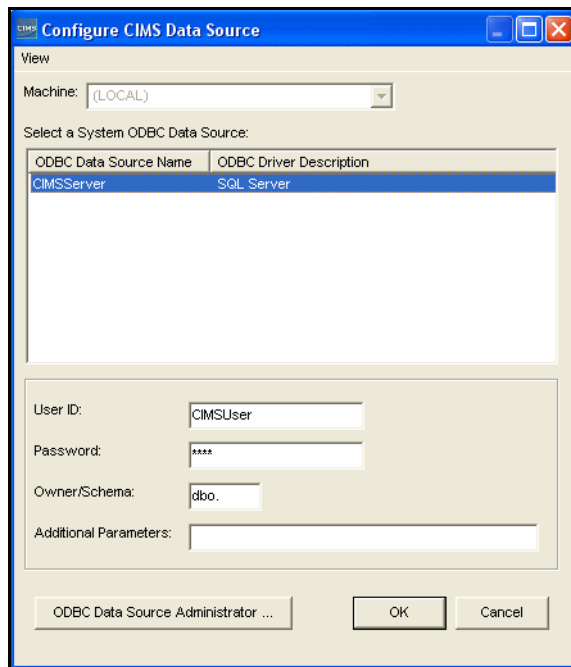 CIMS Configure CIMS Data Source
View
Machine: (LOCAL)
Select a System ODBC Data Source:
ODBC Data Source Name ODBC Driver Description
CIMSServer SQL Server
User ID: CIMSUser
Password: ****
Owner/Schema: dbo.
Additional Parameters:
ODBC Data Source Administrator ... OK Cancel